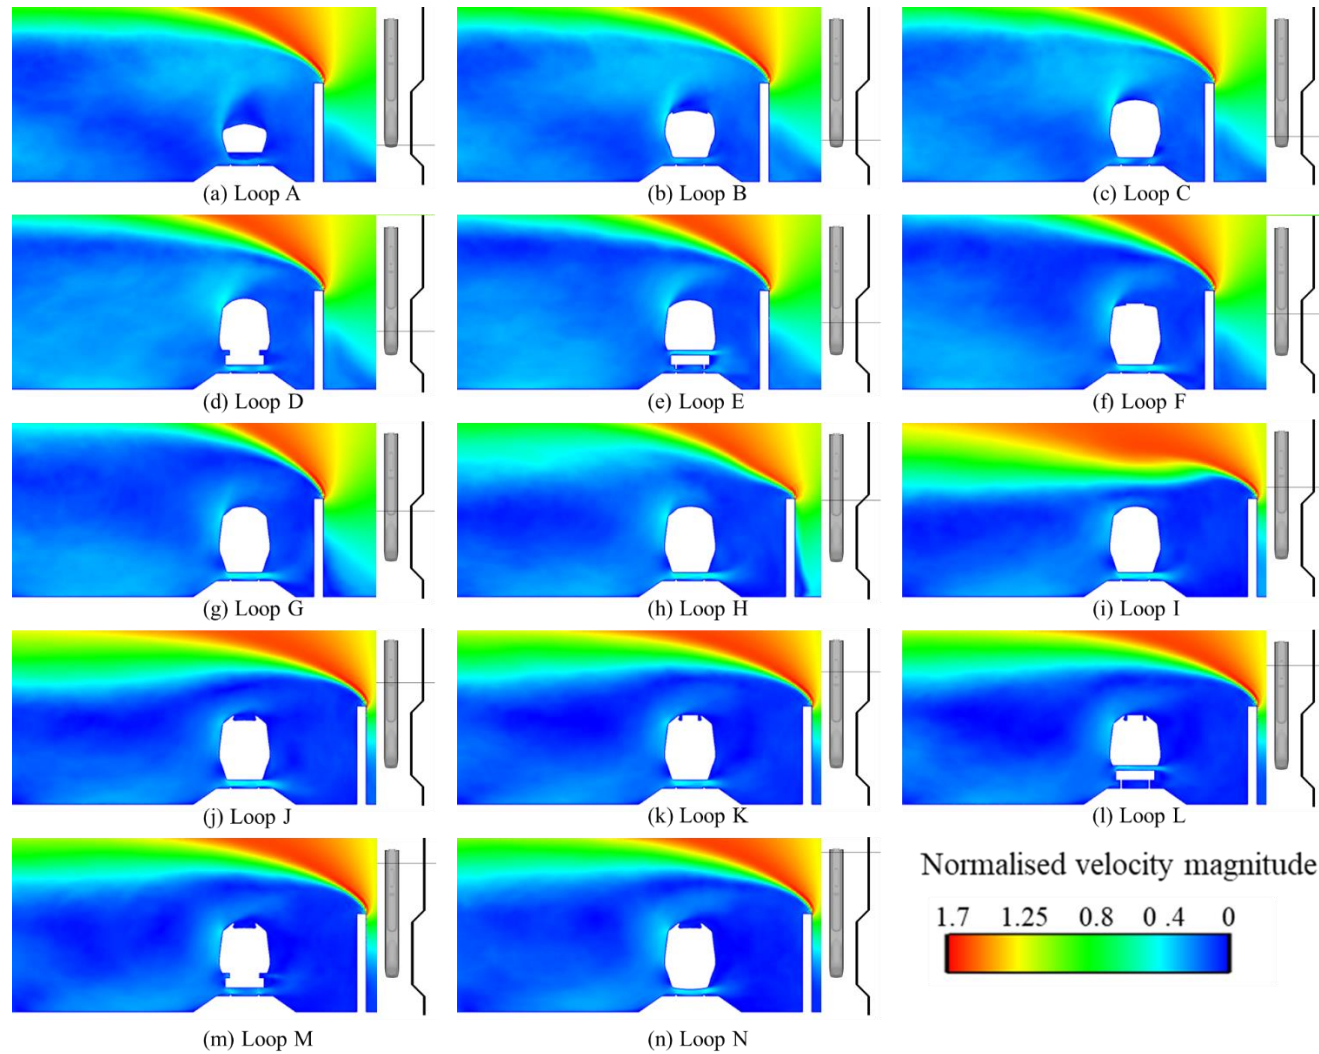 (a) Loop A
(b) Loop B
(c) Loop C
(d) Loop D
(e) Loop E
(f) Loop F
(g) Loop G
(h) Loop H
(i) Loop I
(j) Loop J
(k) Loop K
(l) Loop L
(m) Loop M
(n) Loop N
Normalised velocity magnitude
1.7 1.25 0.8 0 .4 0